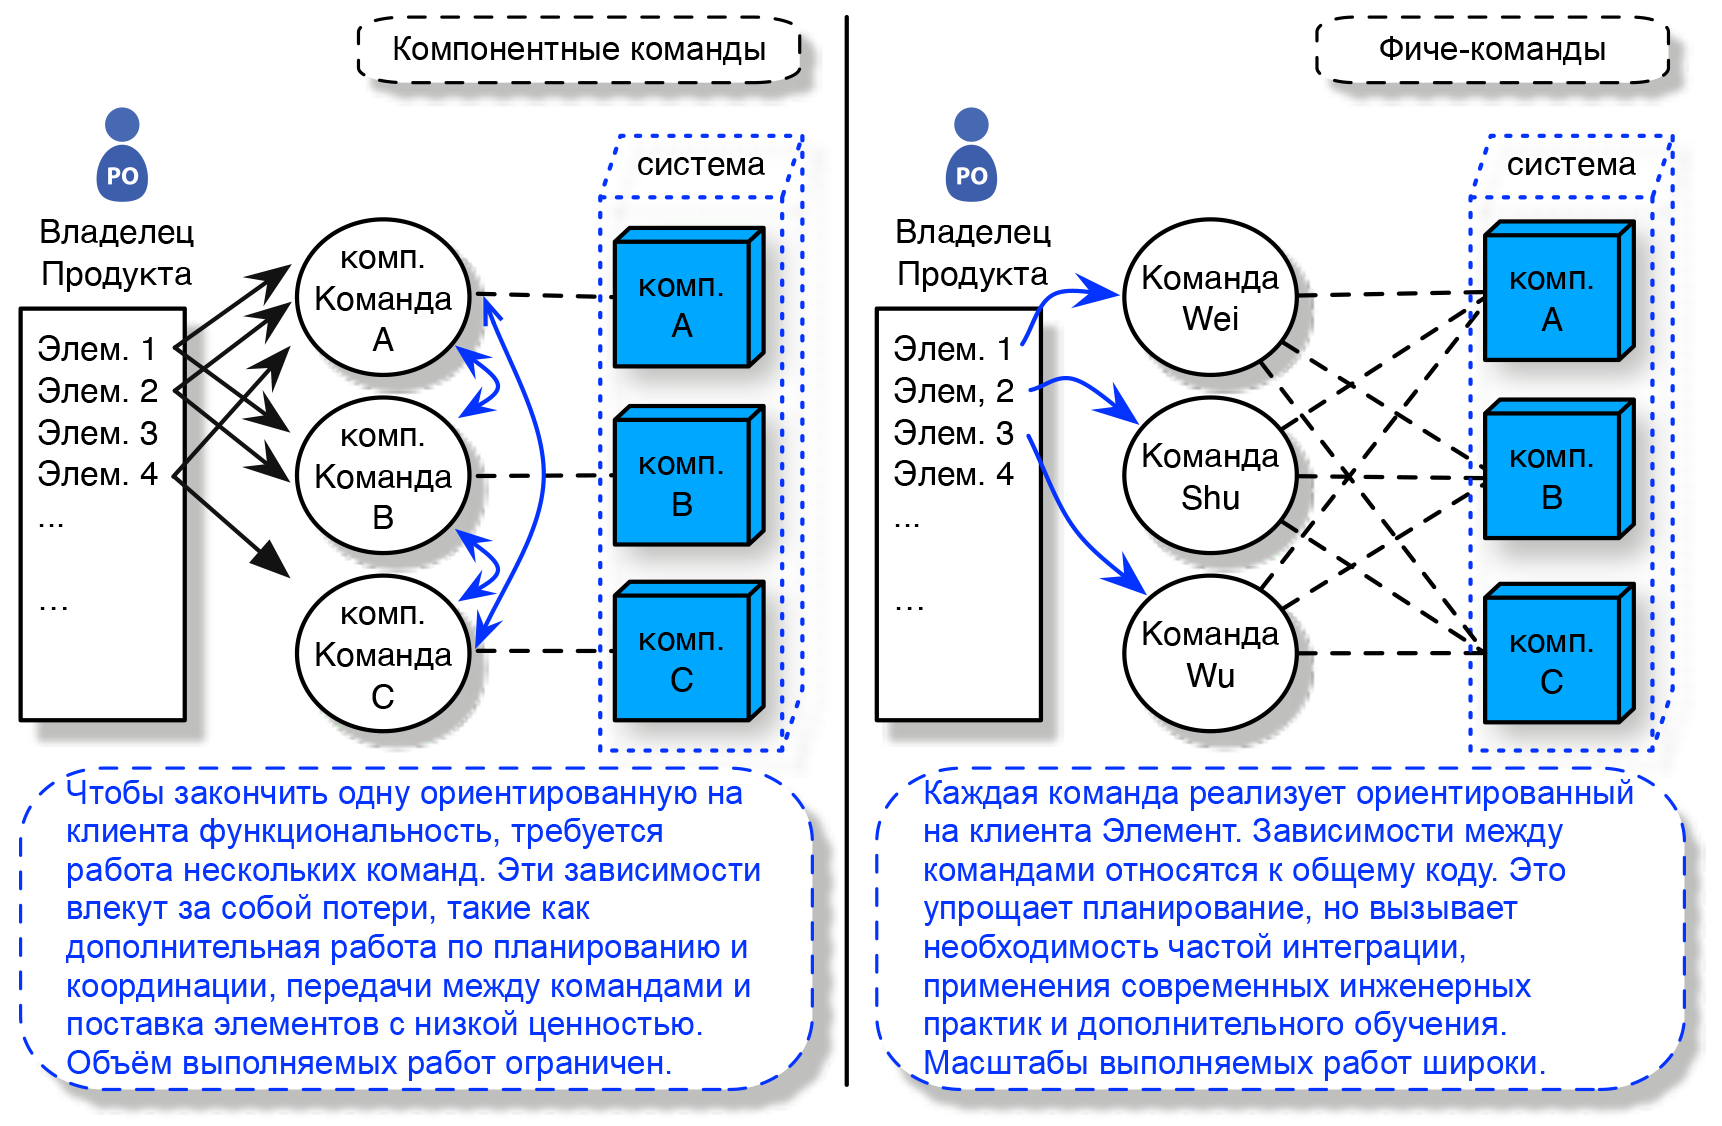 Компонентные команды
PO
Владелец
Продукта
Элем. 1
Элем. 2
Элем. 3
Элем. 4
...
...
комп.
Команда
A
комп.
Команда
B
комп.
Команда
C
система
комп.
A
комп.
B
комп.
C
Чтобы закончить одну ориентированную на
клиента функциональность, требуется
работа нескольких команд. Эти зависимости
влекут за собой потери, такие как
дополнительная работа по планированию и
координации, передачи между командами и
поставка элементов с низкой ценностью.
Объём выполняемых работ ограничен.
Фиче-команды
PO
Владелец
Продукта
Элем. 1
Элем, 2
Элем. 3
Элем. 4
...
...
Команда
Wei
Команда
Shu
Команда
Wu
система
комп.
A
комп.
B
комп.
C
Каждая команда реализует ориентированный
на клиента Элемент. Зависимости между
командами относятся к общему коду. Это
упрощает планирование, но вызывает
необходимость частой интеграции,
применения современных инженерных
практик и дополнительного обучения.
Масштабы выполняемых работ широки.